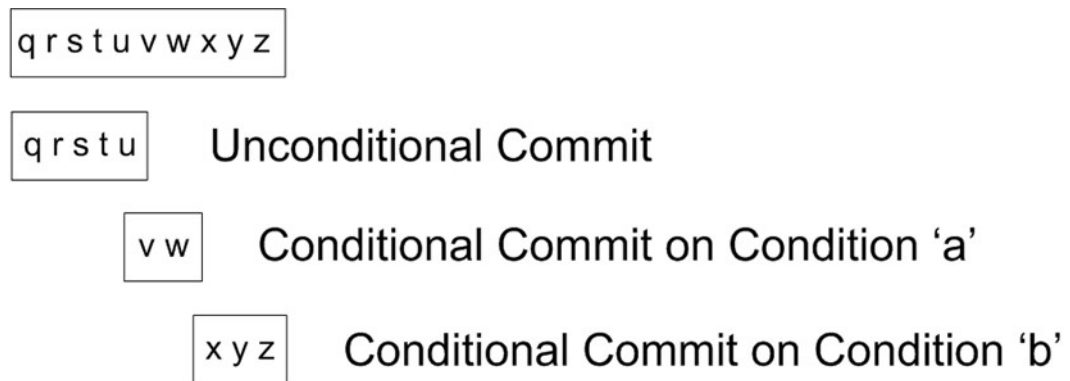 q r s t u v w x y z
q r s t u Unconditional Commit
v w Conditional Commit on Condition ‘a’
x y z Conditional Commit on Condition ‘b’